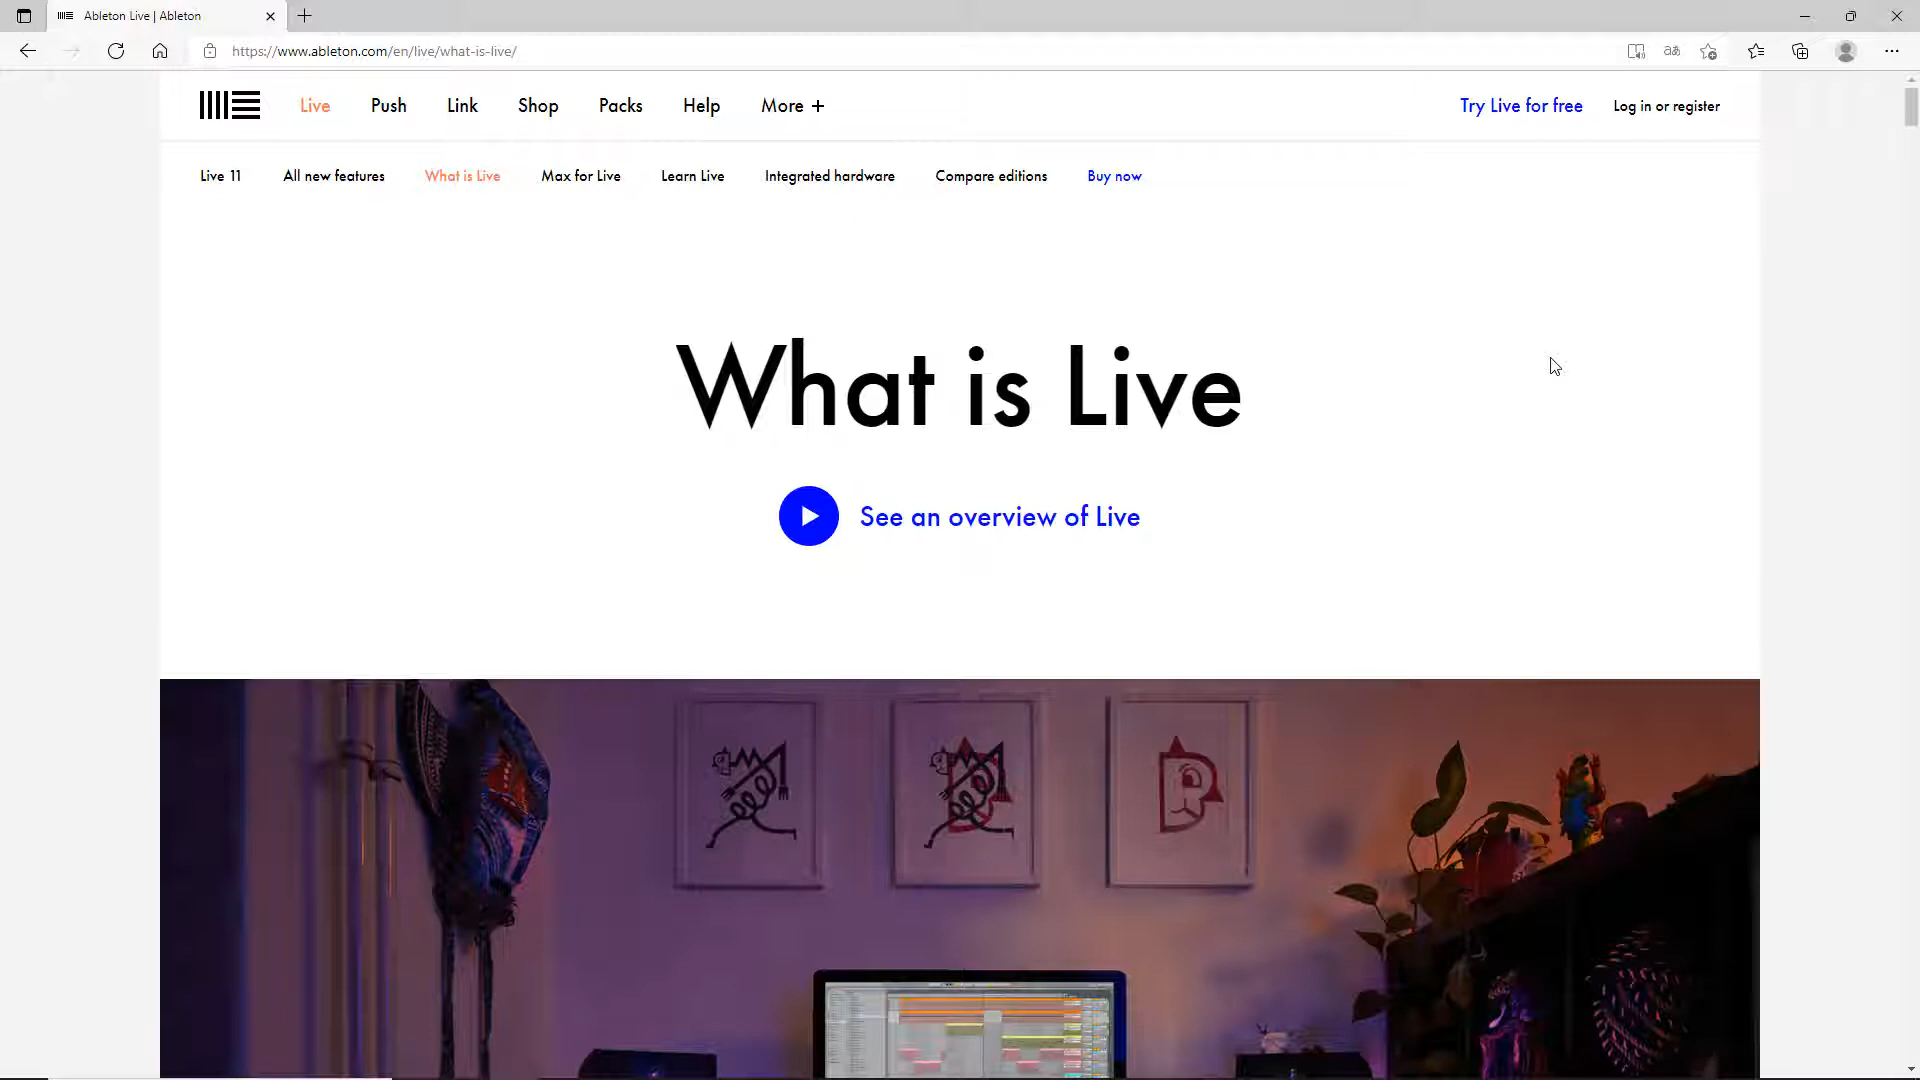 Ableton Live | Ableton
https://www.ableton.com/en/live/what-is-live/
Live Push Link Shop Packs Help More + Try Live for free Log in or register
Live 11 All new features What is Live Max for Live Learn Live Integrated hardware Compare editions Buy now
What is Live
See an overview of Live